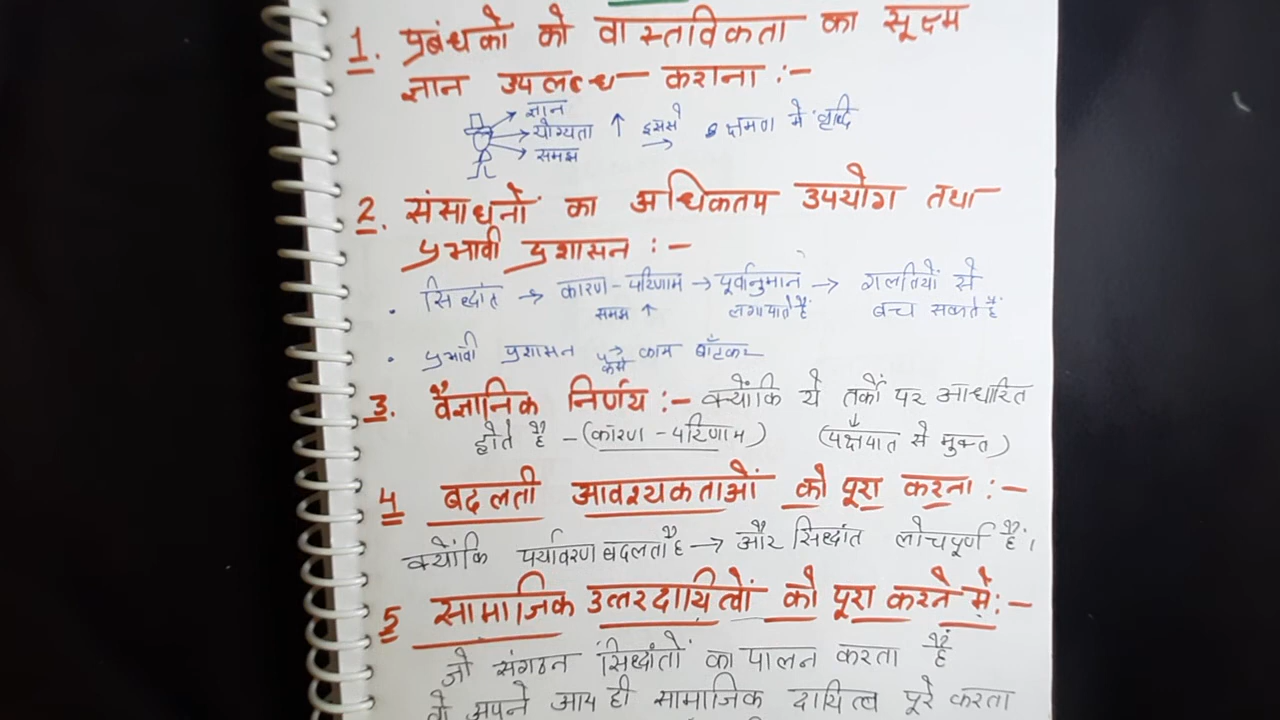 1. प्रबंधको को वास्तविकता का सूक्ष्म
ज्ञान उपलब्ध कराना :-
ज्ञान
योग्यता ↑ इससे → क्षमता में वृद्धि
समझ
2. संसाधनों का अधिकतम उपयोग तथा
प्रभावी प्रशासन :-
• सिद्धांत → कारण-परिणाम → पूर्वानुमान → गलतियों से
समझ ↑ लगा पाते हैं बच सकते हैं
• प्रभावी प्रशासन → काम बाँटकर
कैसे
3. वैज्ञानिक निर्णय :- क्योंकि ये तर्कों पर आधारित
होते है - (कारण - परिणाम) (पक्षपात से मुक्त)
4 बदलती आवश्यकताओं को पूरा करना :-
क्योंकि पर्यावरण बदलता है → और सिद्धांत लोचपूर्ण हैं।
5 सामाजिक उत्तरदायित्वों को पूरा करने में:-
जो संगठन सिद्धांतों का पालन करता हैं
वो अपने आप ही सामाजिक दायित्व पूरे करता